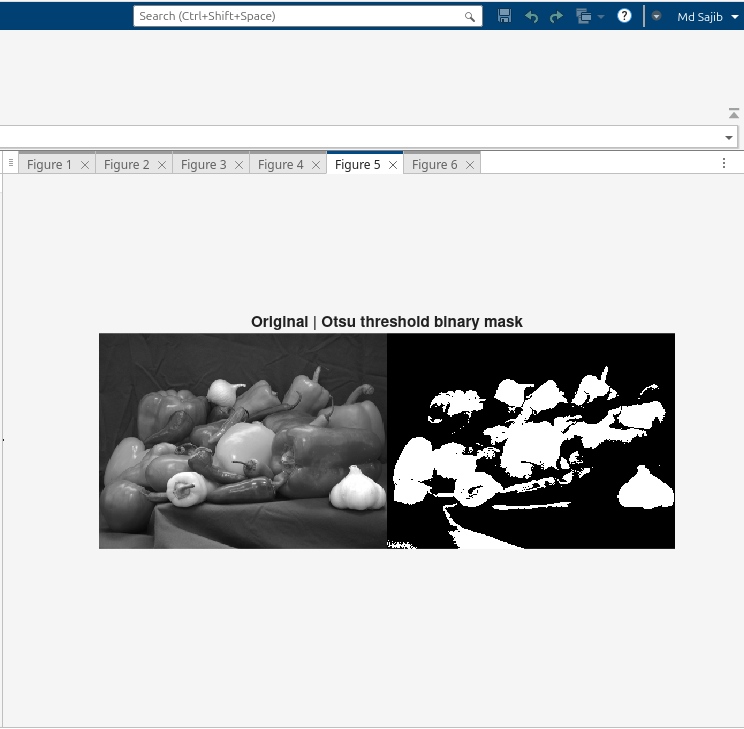 Search (Ctrl+Shift+Space)
? Md Sajib
Figure 1
Figure 2
Figure 3
Figure 4
Figure 5
Figure 6
Original | Otsu threshold binary mask